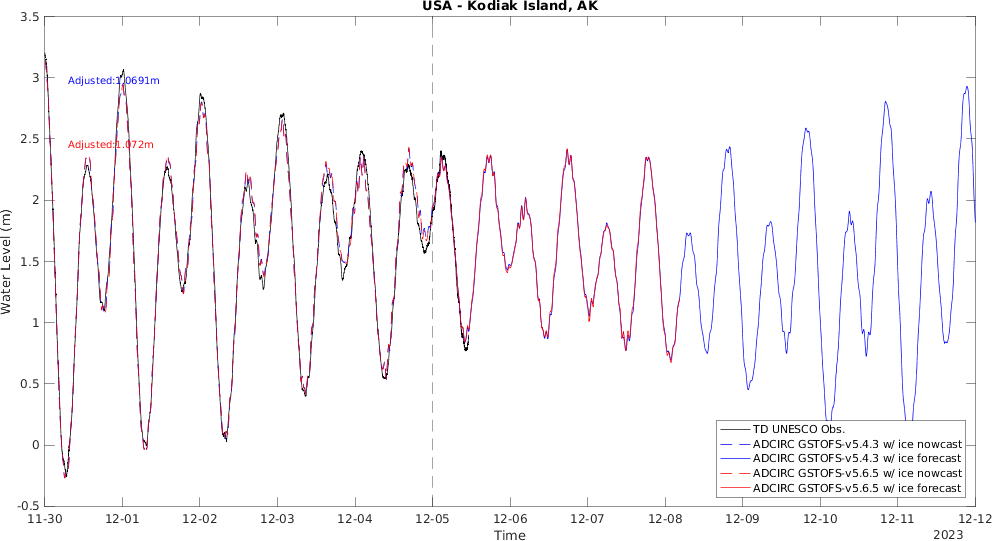 USA - Kodiak Island, AK
3.5
3
2.5
2
1.5
1
0.5
0
-0.5
Water Level (m)
Adjusted:1.0691m
Adjusted:1.072m
TD UNESCO Obs.
ADCIRC GSTOFS-v5.4.3 w/ ice nowcast
ADCIRC GSTOFS-v5.4.3 w/ ice forecast
ADCIRC GSTOFS-v5.6.5 w/ ice nowcast
ADCIRC GSTOFS-v5.6.5 w/ ice forecast
11-30 12-01 12-02 12-03 12-04 12-05 12-06 12-07 12-08 12-09 12-10 12-11 12-12
Time
2023